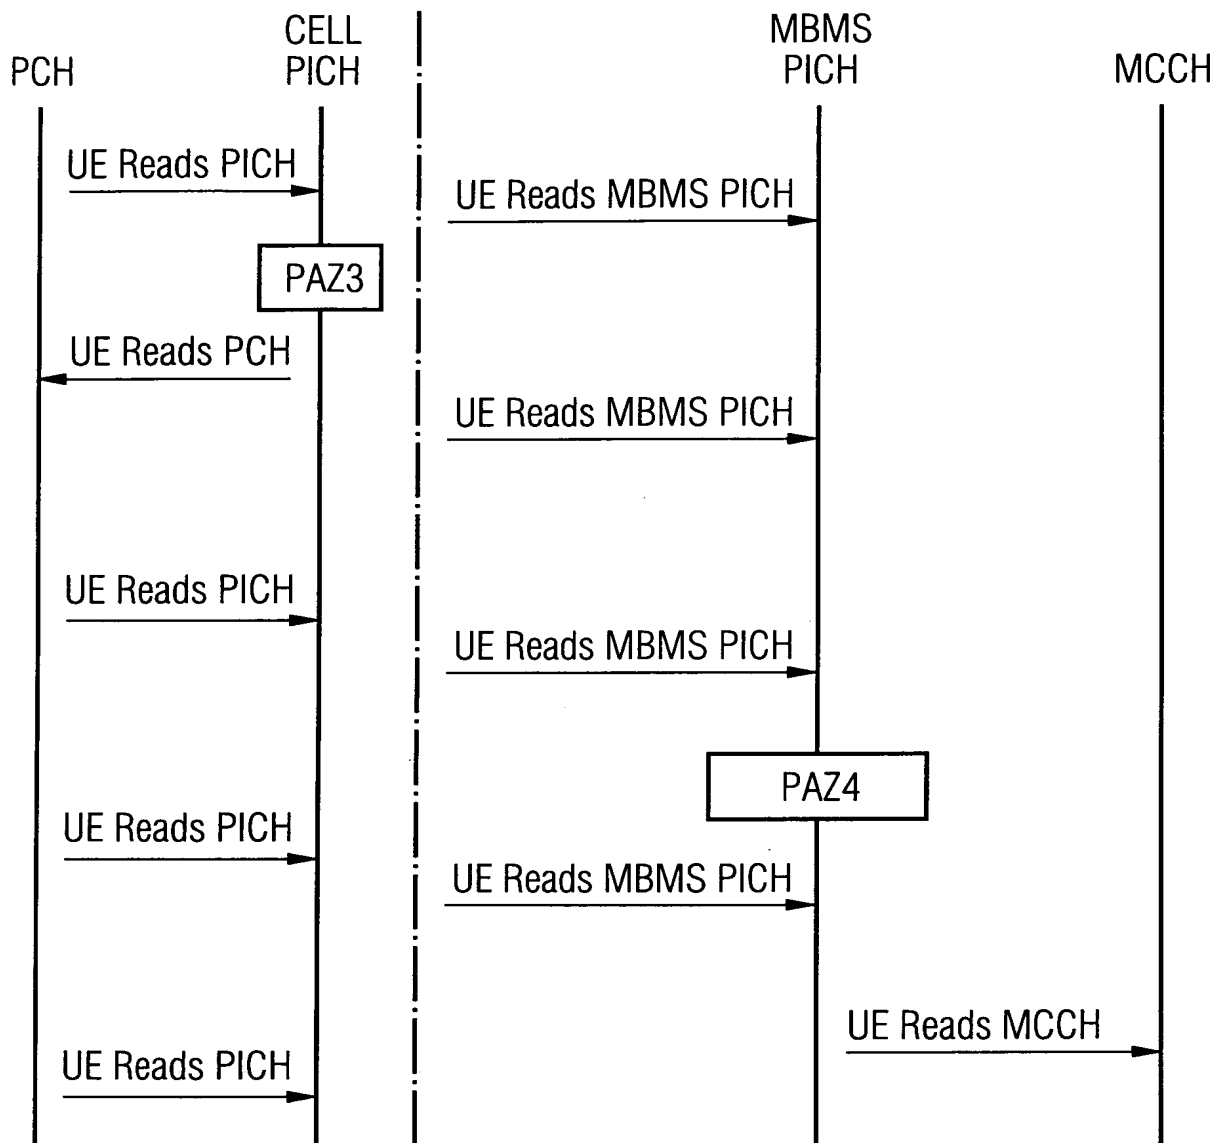 CELL
PICH
MBMS
PICH
PCH
MCCH
UE Reads PICH
UE Reads MBMS PICH
PAZ3
UE Reads PCH
UE Reads MBMS PICH
UE Reads PICH
UE Reads MBMS PICH
PAZ4
UE Reads PICH
UE Reads MBMS PICH
UE Reads MCCH
UE Reads PICH